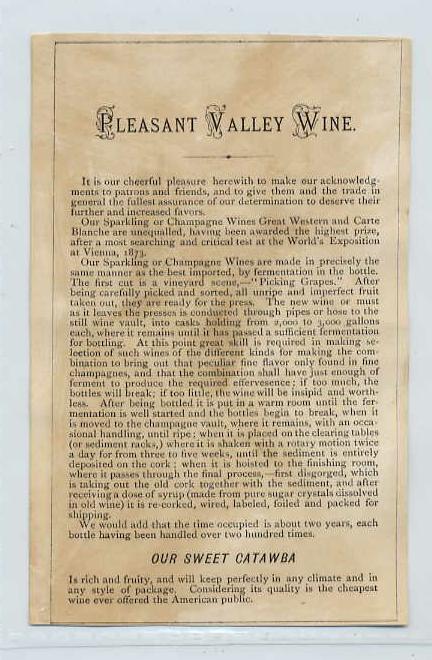 PLEASANT VALLEY WINE.
It is our cheerful pleasure herewith to make our acknowledg-
ments to patrons and friends, and to give them and the trade in
general the fullest assurance of our determination to deserve their
further and increased favors.
Our Sparkling or Champagne Wines Great Western and Carte
Blanche are unequalled, having been awarded the highest prize,
after a most searching and critical test at the World's Exposition
at Vienna, 1873.
Our Sparkling or Champagne Wines are made in precisely the
same manner as the best imported, by fermentation in the bottle.
The first cut is a vineyard scene,—"Picking Grapes." After
being carefully picked and sorted, all unripe and imperfect fruit
taken out, they are ready for the press. The new wine or must
as it leaves the presses is conducted through pipes or hose to the
still wine vault, into casks holding from 2,000 to 3,000 gallons
each, where it remains until it has passed a sufficient fermentation
for bottling. At this point great skill is required in making se-
lection of such wines of the different kinds for making the com-
bination to bring out that peculiar fine flavor only found in fine
champagnes, and that the combination shall have just enough of
ferment to produce the required effervesence; if too much, the
bottles will break; if too little, the wine will be insipid and worth-
less. After being bottled it is put in a warm room until the fer-
mentation is well started and the bottles begin to break, when it
is moved to the champagne vault, where it remains, with an occa-
sional handling, until ripe; when it is placed on the clearing tables
(or sediment racks,) where it is shaken with a rotary motion twice
a day for from three to five weeks, until the sediment is entirely
deposited on the cork; when it is hoisted to the finishing room,
where it passes through the final process,—first disgorged, which
is taking out the old cork together with the sediment, and after
receiving a dose of syrup (made from pure sugar crystals dissolved
in old wine) it is re-corked, wired, labeled, foiled and packed for
shipping.
We would add that the time occupied is about two years, each
bottle having been handled over two hundred times.
OUR SWEET CATAWBA
Is rich and fruity, and will keep perfectly in any climate and in
any style of package. Considering its quality is the cheapest
wine ever offered the American public.